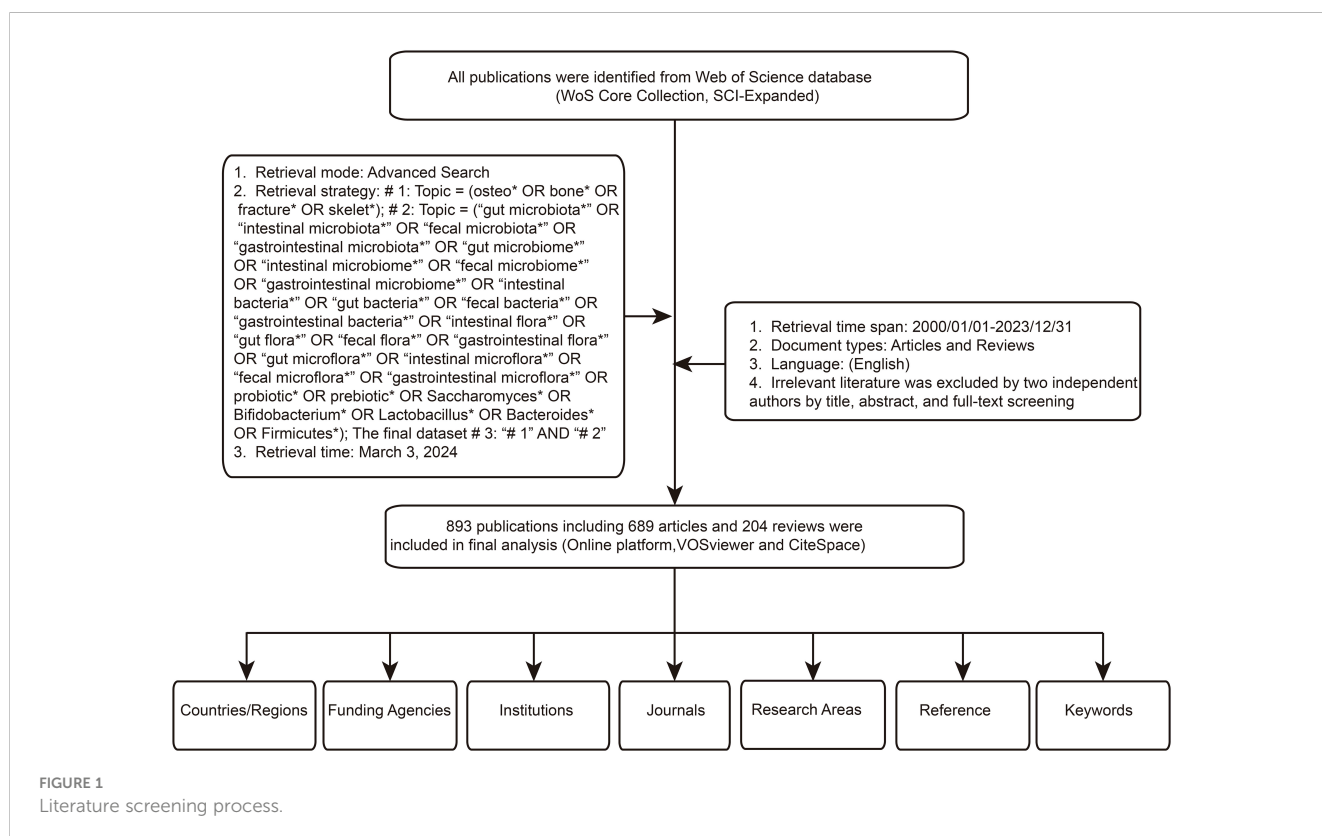 All publications were identified from Web of Science database
(WoS Core Collection, SCI-Expanded)
1. Retrieval mode: Advanced Search
2. Retrieval strategy: # 1: Topic = (osteo* OR bone* OR
fracture* OR skelet*); # 2: Topic = (“gut microbiota*” OR
“intestinal microbiota*” OR “fecal microbiota*” OR
“gastrointestinal microbiota*” OR “gut microbiome*”
OR “intestinal microbiome*” OR “fecal microbiome*”
OR “gastrointestinal microbiome*” OR “intestinal
bacteria*” OR “gut bacteria*” OR “fecal bacteria*” OR
“gastrointestinal bacteria*” OR “intestinal flora*” OR
“gut flora*” OR “fecal flora*” OR “gastrointestinal flora*”
OR “gut microflora*” OR “intestinal microflora*” OR
“fecal microflora*” OR “gastrointestinal microflora*” OR
probiotic* OR prebiotic* OR Saccharomyces* OR
Bifidobacterium* OR Lactobacillus* OR Bacteroides*
OR Firmicutes*); The final dataset # 3: “# 1” AND “# 2”
3. Retrieval time: March 3, 2024
1. Retrieval time span: 2000/01/01-2023/12/31
2. Document types: Articles and Reviews
3. Language: (English)
4. Irrelevant literature was excluded by two independent
authors by title, abstract, and full-text screening
893 publications including 689 articles and 204 reviews were
included in final analysis (Online platform,VOSviewer and CiteSpace)
Countries/Regions
Funding Agencies
Institutions
Journals
Research Areas
Reference
Keywords
FIGURE 1
Literature screening process.